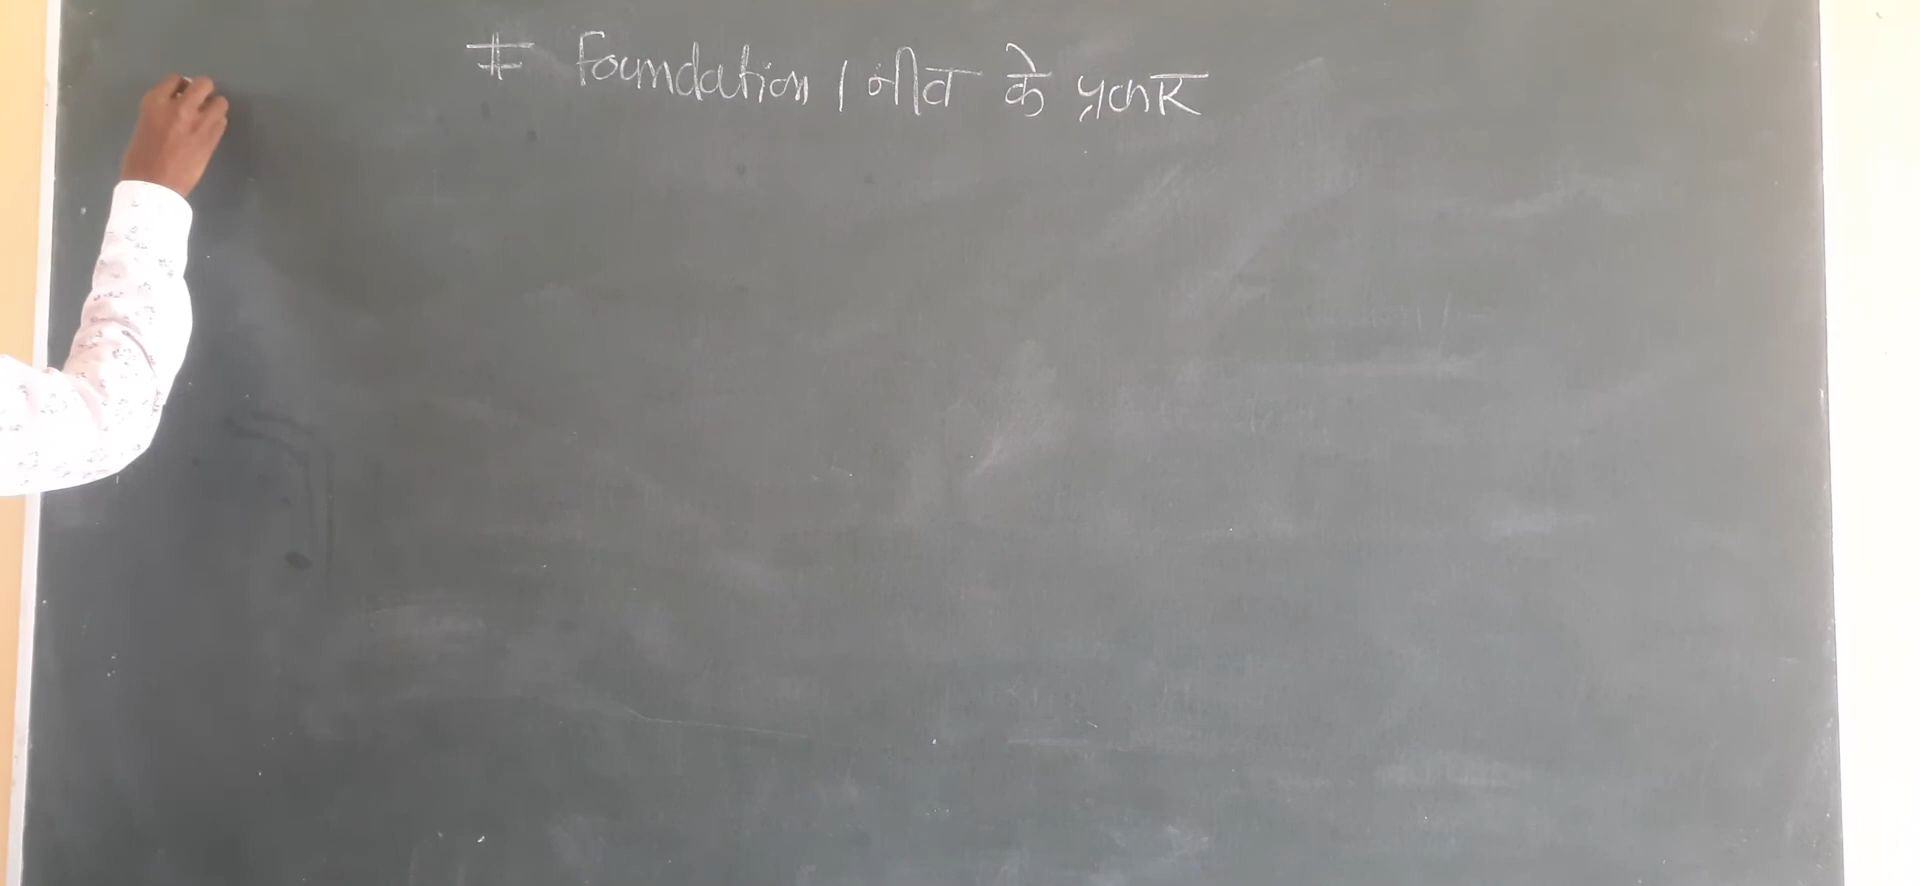 # Foundation / नीव के प्रकार